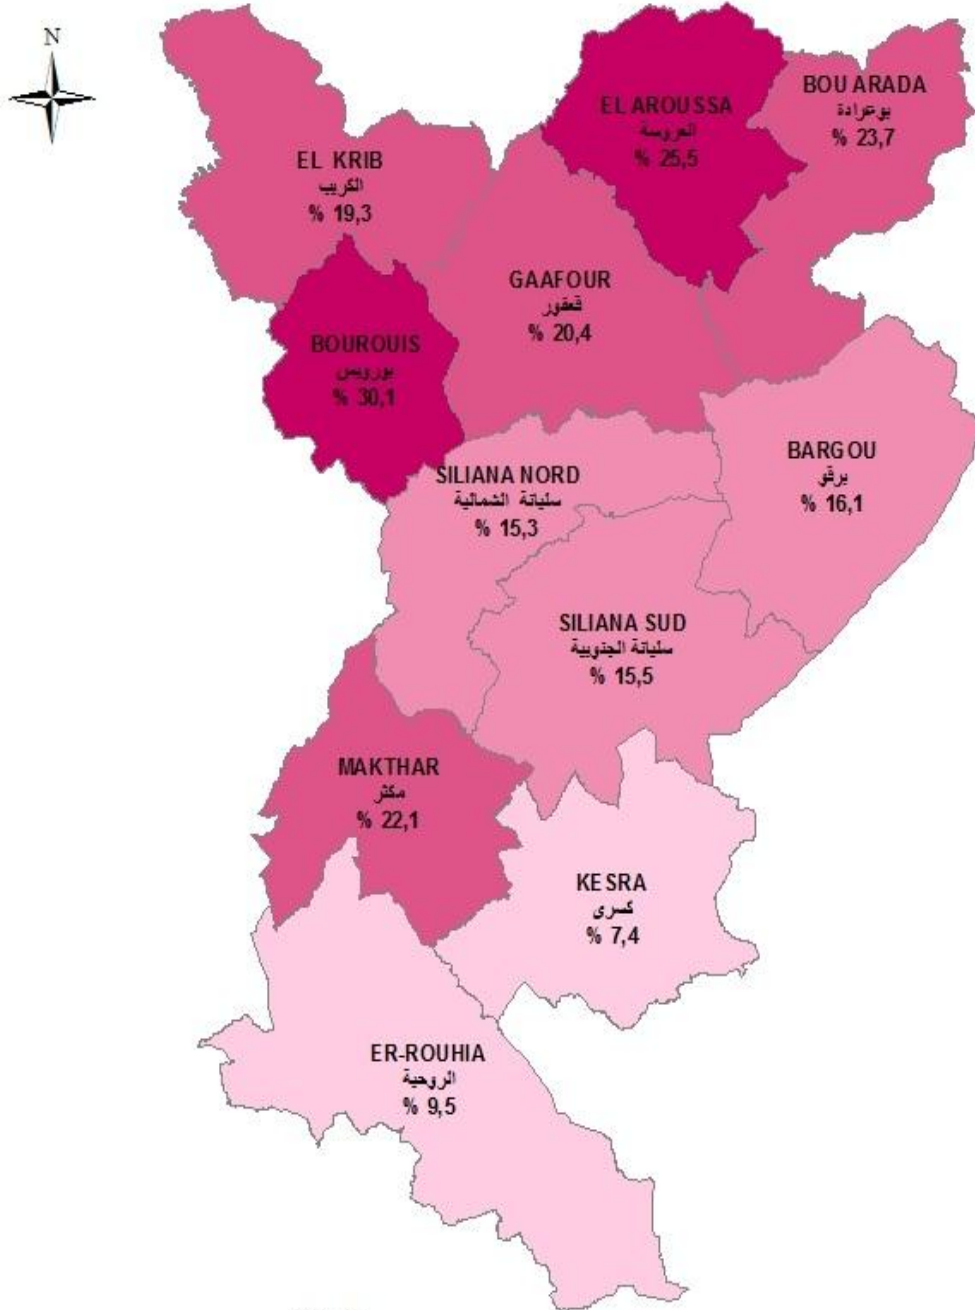 N
BOU ARADA
بوعرادة
% 23,7
EL AROUSSA
العروسة
% 25,5
EL KRIB
الكريب
% 19,3
GAAFOUR
قعفور
% 20,4
BOUROUIS
بورويس
% 30,1
BARGOU
برقو
% 16,1
SILIANA NORD
سليانة الشمالية
% 15,3
SILIANA SUD
سليانة الجنوبية
% 15,5
MAKTHAR
مكثر
% 22,1
KESRA
كسرى
% 7,4
ER-ROUHIA
الروحية
% 9,5